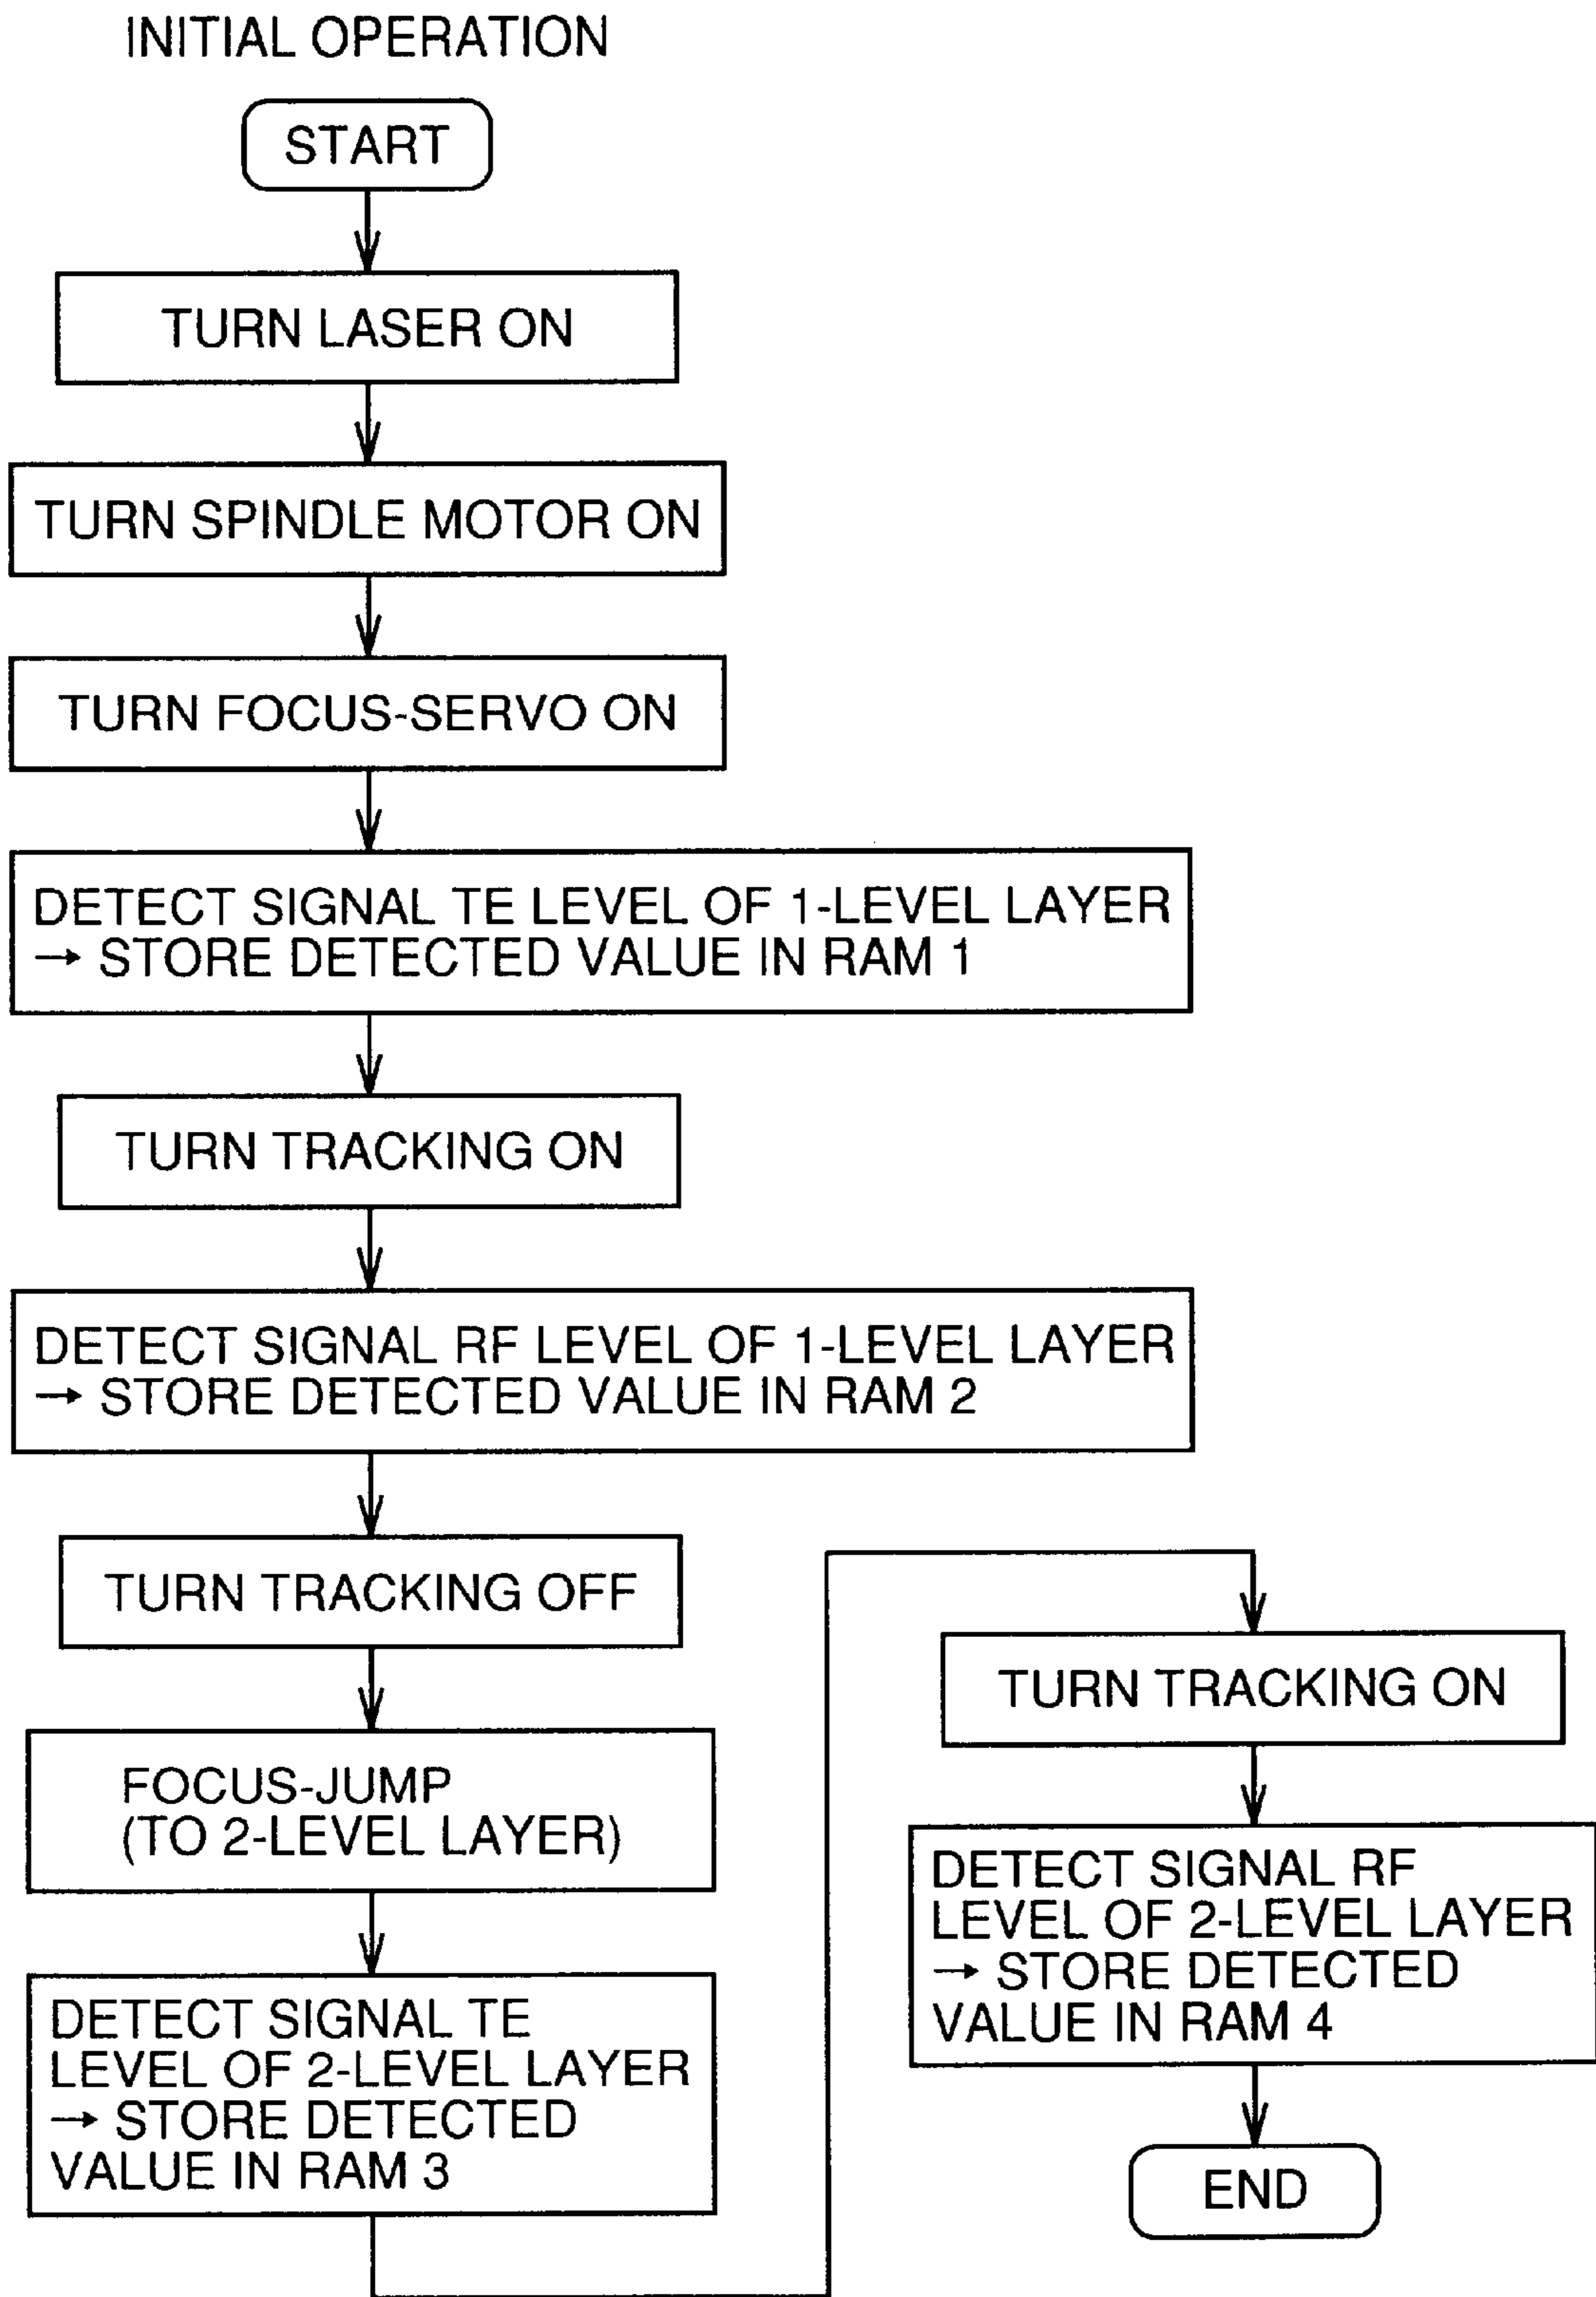 INITIAL OPERATION
START
TURN LASER ON
TURN SPINDLE MOTOR ON
TURN FOCUS-SERVO ON
DETECT SIGNAL TE LEVEL OF 1-LEVEL LAYER
→ STORE DETECTED VALUE IN RAM 1
TURN TRACKING ON
DETECT SIGNAL RF LEVEL OF 1-LEVEL LAYER
→ STORE DETECTED VALUE IN RAM 2
TURN TRACKING OFF
FOCUS-JUMP
(TO 2-LEVEL LAYER)
DETECT SIGNAL TE
LEVEL OF 2-LEVEL LAYER
→ STORE DETECTED
VALUE IN RAM 3
TURN TRACKING ON
DETECT SIGNAL RF
LEVEL OF 2-LEVEL LAYER
→ STORE DETECTED
VALUE IN RAM 4
END